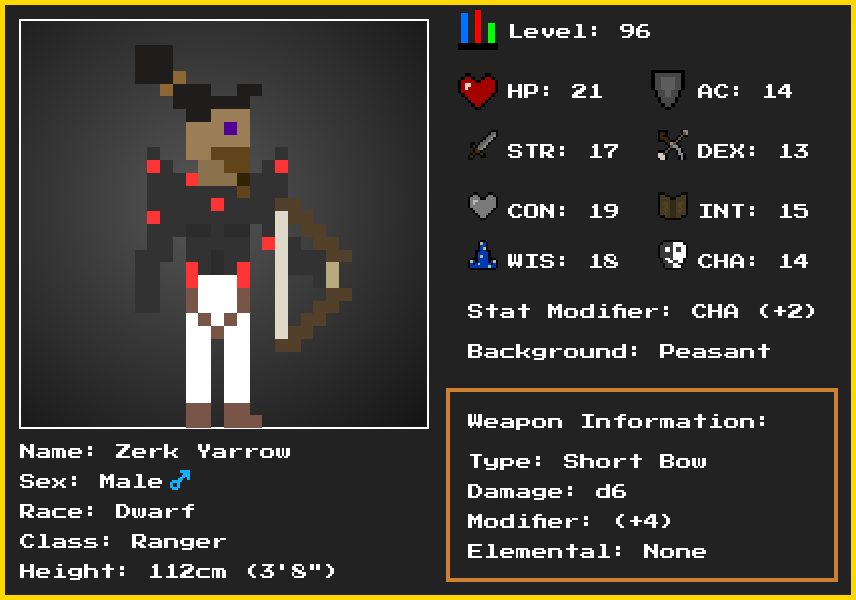 Level: 96
HP: 21
AC: 14
STR: 17
DEX: 13
CON: 19
INT: 15
WIS: 18
CHA: 14
Stat Modifier: CHA (+2)
Background: Peasant
Weapon Information:
Type: Short Bow
Damage: d6
Modifier: (+4)
Elemental: None
Name: Zerk Yarrow
Sex: Male♂
Race: Dwarf
Class: Ranger
Height: 112cm (3'8")